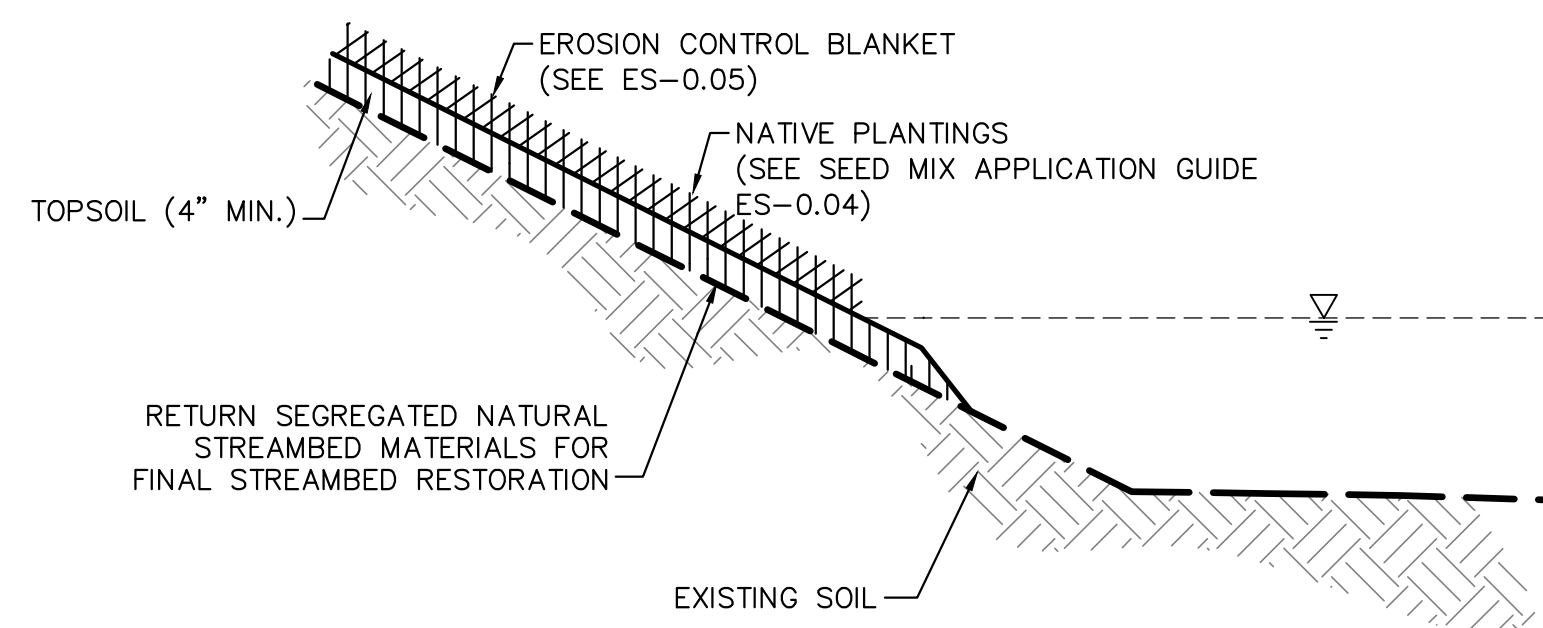 EROSION CONTROL BLANKET
(SEE ES-0.05)
NATIVE PLANTINGS
(SEE SEED MIX APPLICATION GUIDE
ES-0.04)
TOPSOIL (4" MIN.)
RETURN SEGREGATED NATURAL
STREAMBED MATERIALS FOR
FINAL STREAMBED RESTORATION
EXISTING SOIL